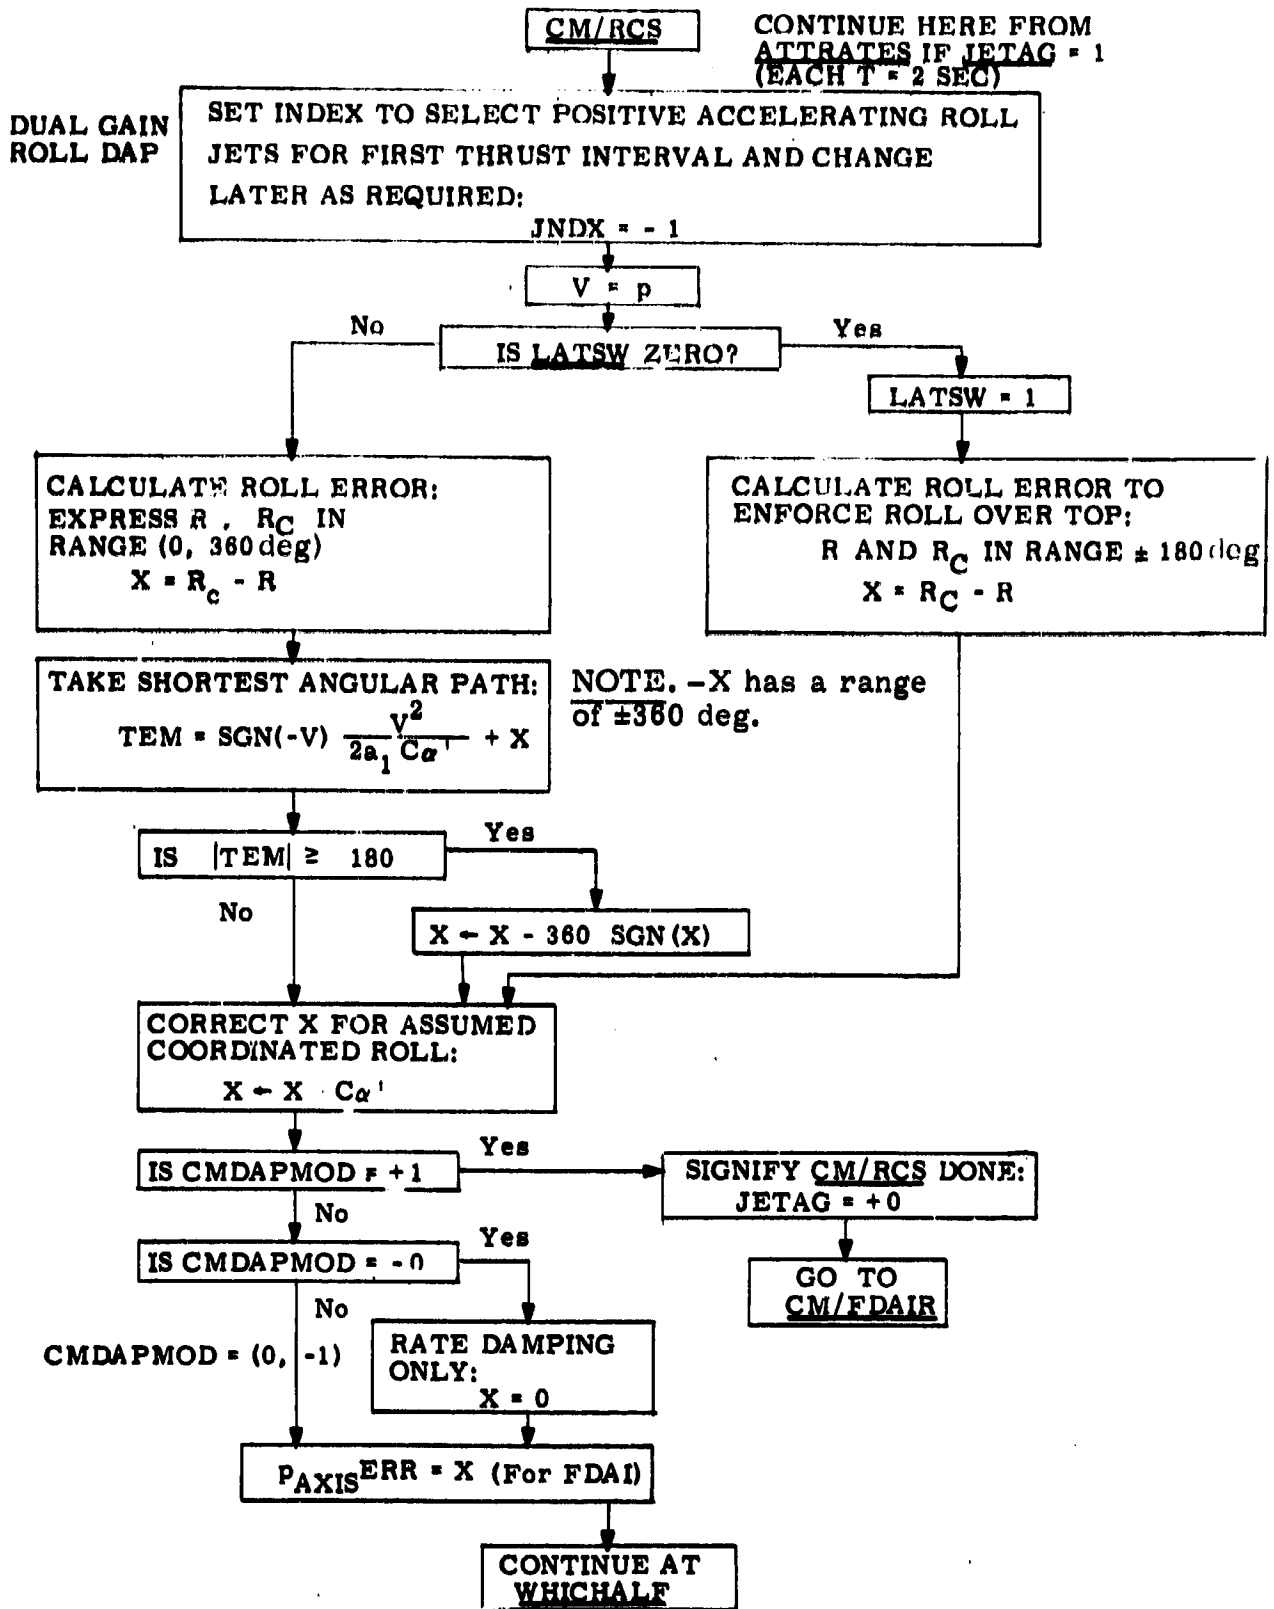 CM/RCS
CONTINUE HERE FROM
ATTRATES IF JETAG = 1
(EACH T = 2 SEC)
DUAL GAIN
ROLL DAP
SET INDEX TO SELECT POSITIVE ACCELERATING ROLL
JETS FOR FIRST THRUST INTERVAL AND CHANGE
LATER AS REQUIRED:
JNDX = - 1
V = p
No
IS LATSW ZERO?
Yes
LATSW = 1
CALCULATE ROLL ERROR:
EXPRESS R , R_C IN
RANGE (0, 360 deg)
X = R_c - R
CALCULATE ROLL ERROR TO
ENFORCE ROLL OVER TOP:
R AND R_C IN RANGE ± 180 deg
X = R_C - R
TAKE SHORTEST ANGULAR PATH:
TEM = SGN(-V) V²/(2a₁ Cα') + X
NOTE. -X has a range
of ±360 deg.
IS |TEM| ≥ 180
Yes
No
X ← X - 360 SGN(X)
CORRECT X FOR ASSUMED
COORDINATED ROLL:
X ← X · Cα'
IS CMDAPMOD = +1
Yes
SIGNIFY CM/RCS DONE:
JETAG = +0
No
IS CMDAPMOD = -0
Yes
GO TO
CM/FDAIR
No
CMDAPMOD = (0, -1)
RATE DAMPING
ONLY:
X = 0
p_AXIS ERR = X (For FDAI)
CONTINUE AT
WHICHALF